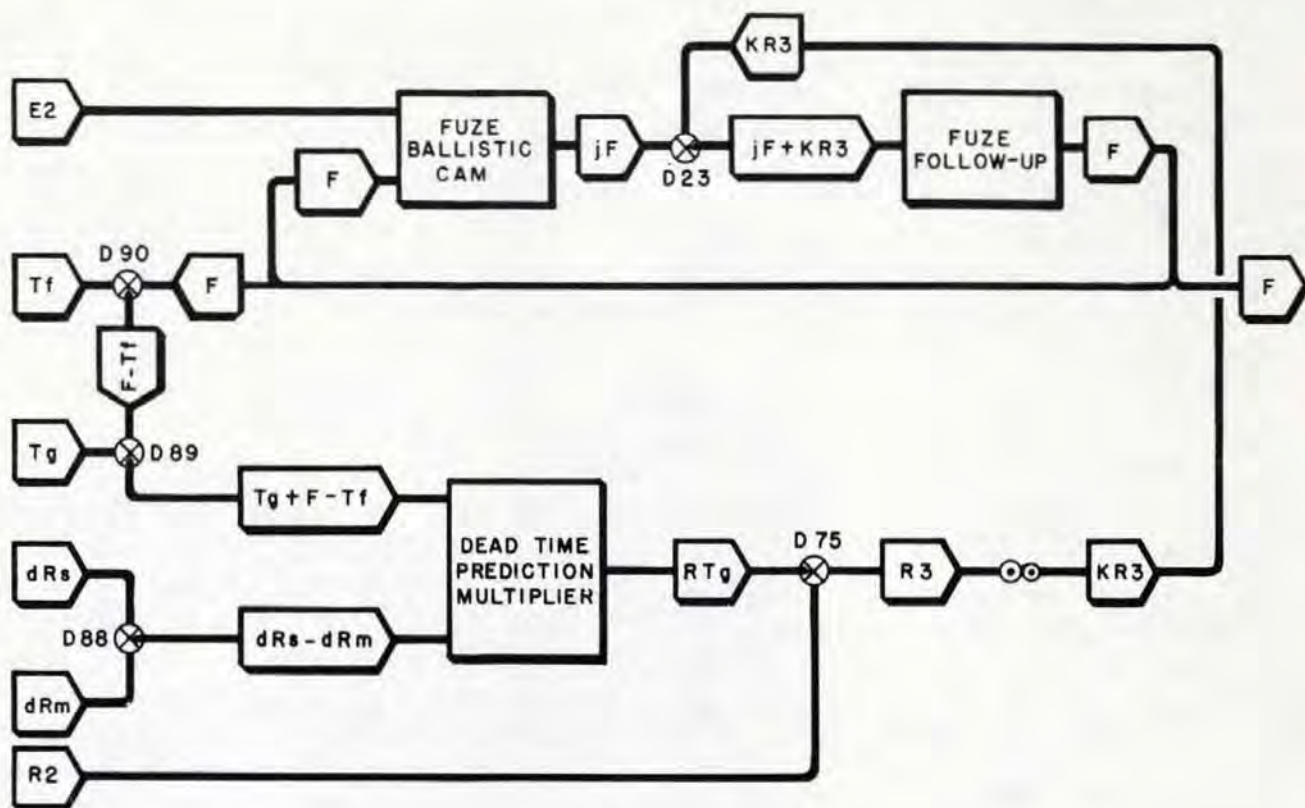 KR3
E2
FUZE
BALLISTIC
CAM
jF
D23
jF+KR3
FUZE
FOLLOW-UP
F
F
D90
Tf
F
F
F-Tf
Tg
D89
Tg+F-Tf
DEAD TIME
PREDICTION
MULTIPLIER
dRs
D88
dRs-dRm
dRm
RTg
D75
R3
KR3
R2